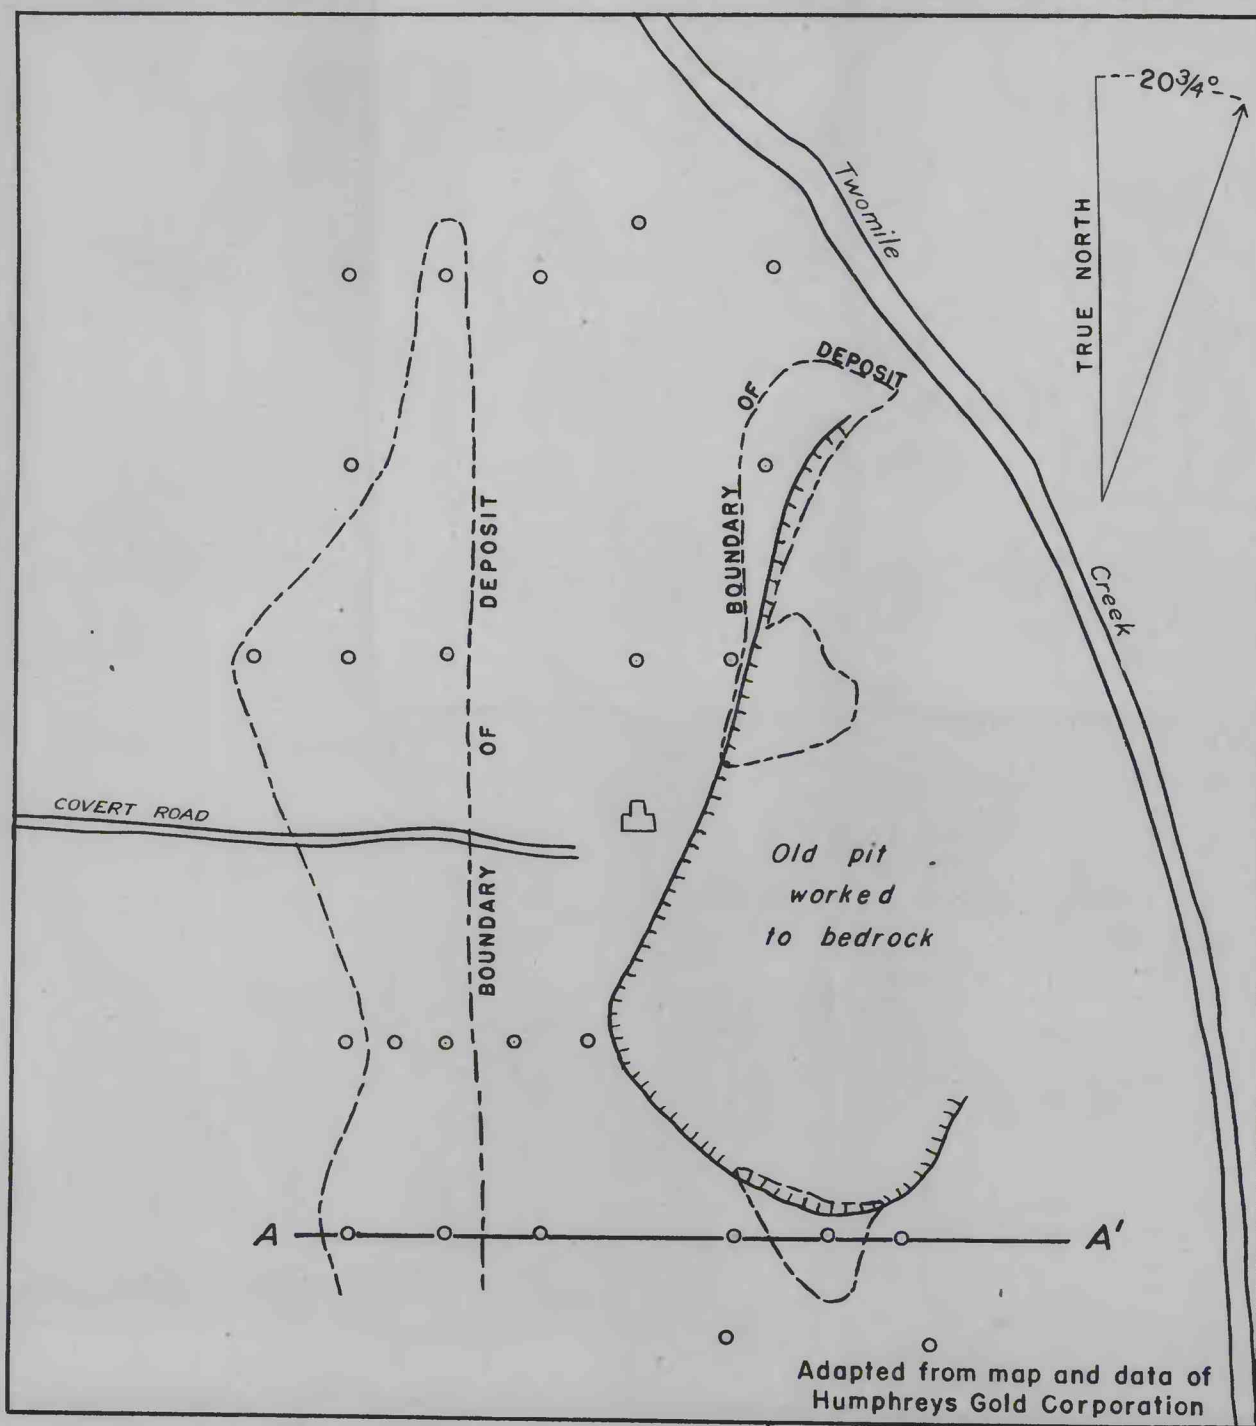 20¾°
TRUE NORTH
Twomile
Creek
BOUNDARY OF DEPOSIT
BOUNDARY OF DEPOSIT
COVERT ROAD
Old pit
worked
to bedrock
A
A'
Adapted from map and data of
Humphreys Gold Corporation